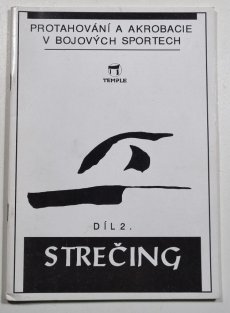 PROTAHOVÁNÍ A AKROBACIE
V BOJOVÝCH SPORTECH
TEMPLE
DÍL 2.
STREČING